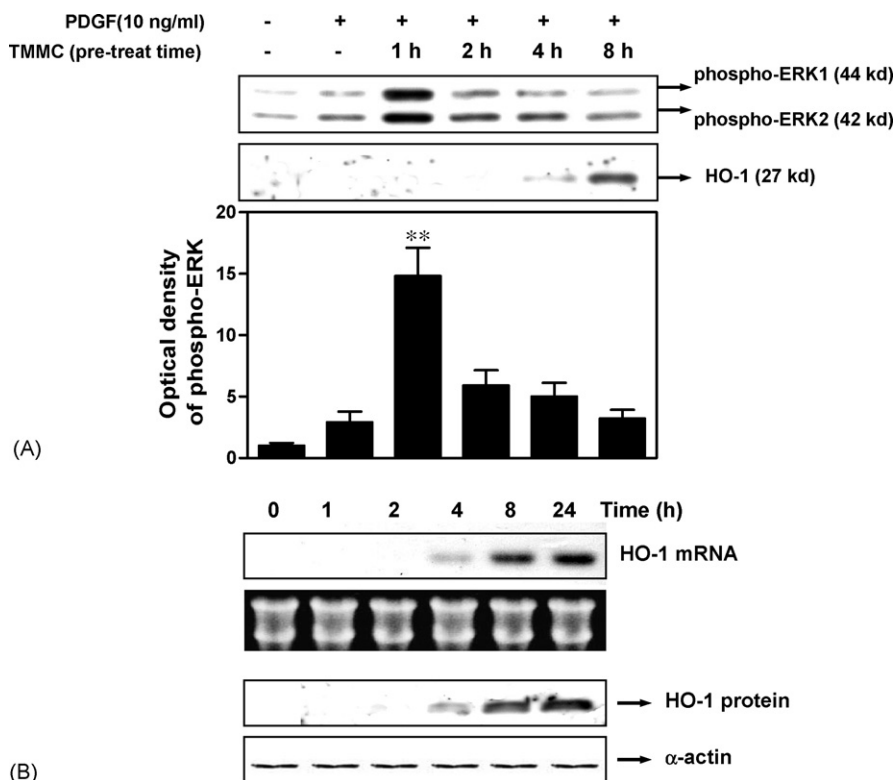 PDGF(10 ng/ml) - + + + + +
TMMC (pre-treat time) - - 1 h 2 h 4 h 8 h
phospho-ERK1 (44 kd)
phospho-ERK2 (42 kd)
HO-1 (27 kd)
Optical density
of phospho-ERK
20
15
10
5
0
**
(A)
0 1 2 4 8 24 Time (h)
HO-1 mRNA
HO-1 protein
α-actin
(B)